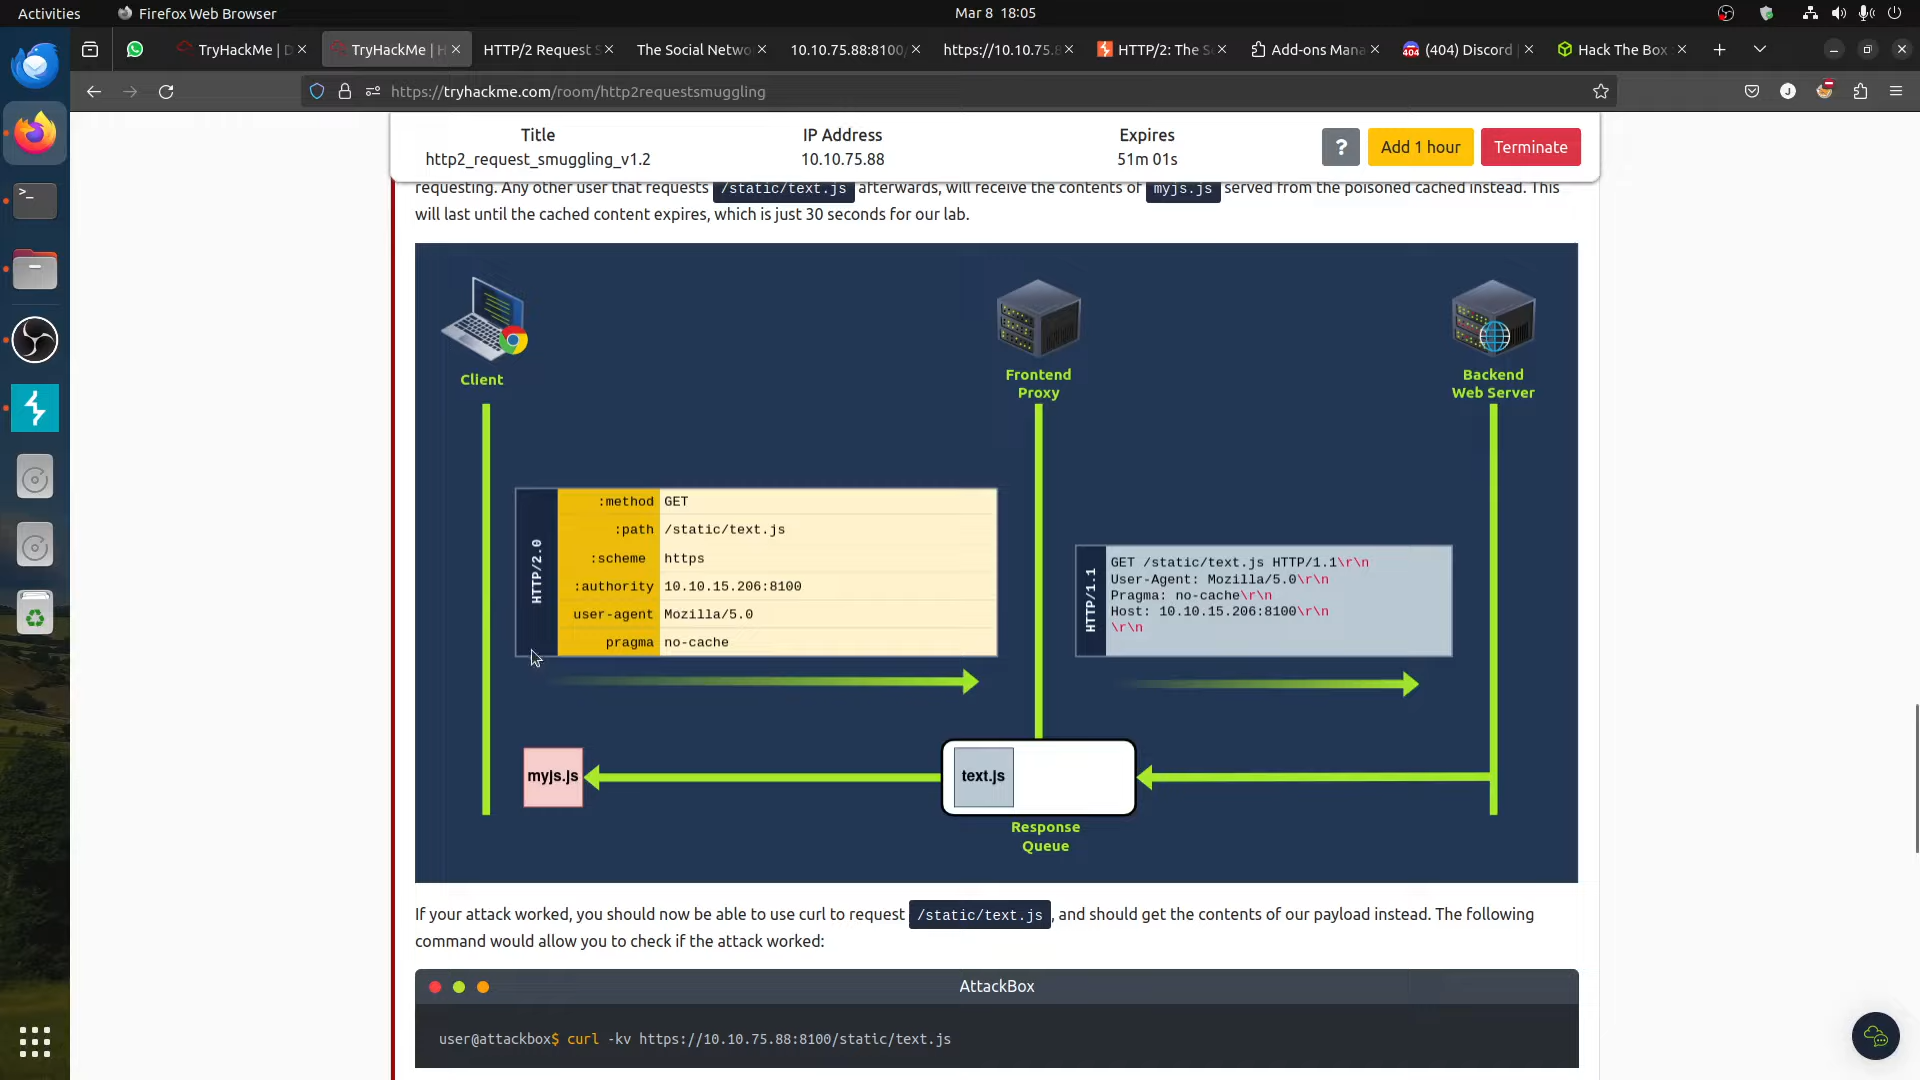 Activities
Firefox Web Browser
Mar 8 18:05
TryHackMe | D
TryHackMe | H
HTTP/2 Request S
The Social Netwo
10.10.75.88:8100/
https://10.10.75.8
HTTP/2: The S
Add-ons Mana
404
(404) Discord |
Hack The Box
https://tryhackme.com/room/http2requestsmuggling
J
Title
IP Address
Expires
http2_request_smuggling_v1.2
10.10.75.88
51m 01s
?
Add 1 hour
Terminate
requesting. Any other user that requests /static/text.js afterwards, will receive the contents of myjs.js served from the poisoned cached instead. This
will last until the cached content expires, which is just 30 seconds for our lab.
Client
Frontend
Proxy
Backend
Web Server
HTTP/2.0
:method GET
:path /static/text.js
:scheme https
:authority 10.10.15.206:8100
user-agent Mozilla/5.0
pragma no-cache
HTTP/1.1
GET /static/text.js HTTP/1.1\r\n
User-Agent: Mozilla/5.0\r\n
Pragma: no-cache\r\n
Host: 10.10.15.206:8100\r\n
\r\n
myjs.js
text.js
Response
Queue
If your attack worked, you should now be able to use curl to request /static/text.js, and should get the contents of our payload instead. The following
command would allow you to check if the attack worked:
AttackBox
user@attackbox$ curl -kv https://10.10.75.88:8100/static/text.js